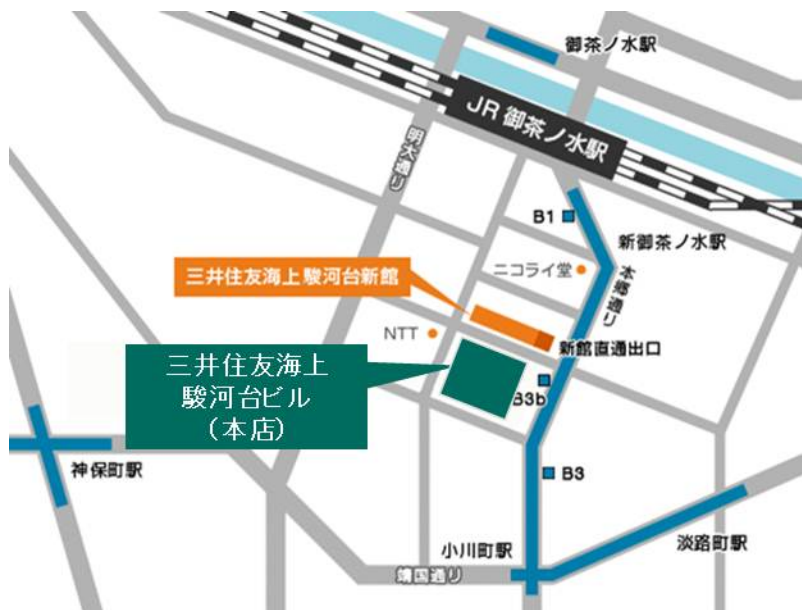 御茶ノ水駅
JR 御茶ノ水駅
明大通り
B1
新御茶ノ水駅
ニコライ堂
本郷通り
三井住友海上駿河台新館
NTT
新館直通出口
三井住友海上
駿河台ビル
(本店)
B3b
神保町駅
B3
小川町駅
淡路町駅
靖国通り